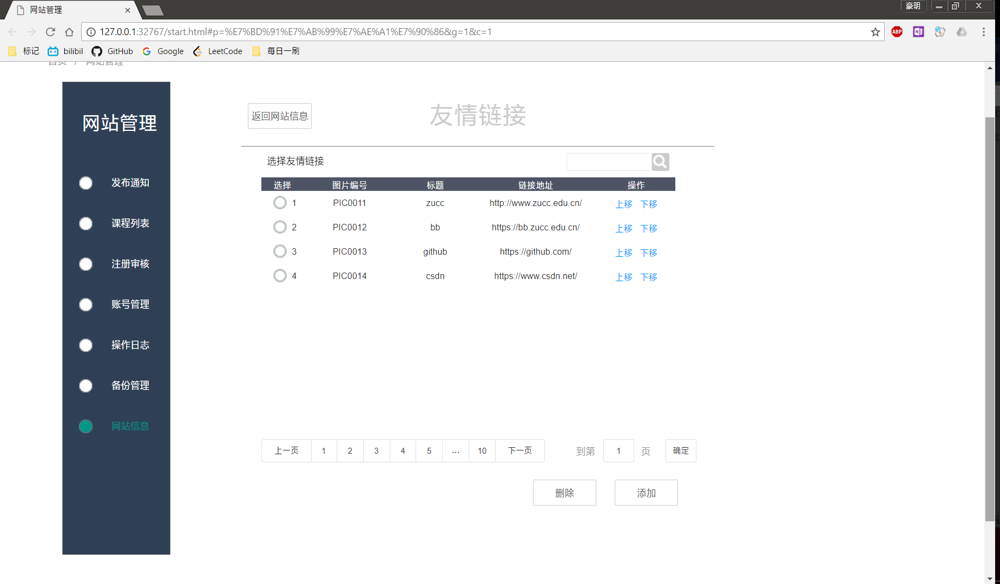 网站管理
豪明
127.0.0.1:32767/start.html#p=%E7%BD%91%E7%AB%99%E7%AE%A1%E7%90%86&g=1&c=1
ABP
标记 bilibil GitHub Google LeetCode 每日一刷
首页 / 网站管理
网站管理
发布通知
课程列表
注册审核
账号管理
操作日志
备份管理
网站信息
返回网站信息 友情链接
选择友情链接
选择 图片编号 标题 链接地址 操作
1 PIC0011 zucc http://www.zucc.edu.cn/ 上移 下移
2 PIC0012 bb https://bb.zucc.edu.cn/ 上移 下移
3 PIC0013 github https://github.com/ 上移 下移
4 PIC0014 csdn https://www.csdn.net/ 上移 下移
上一页 1 2 3 4 5 ... 10 下一页 到第 1 页 确定
删除 添加